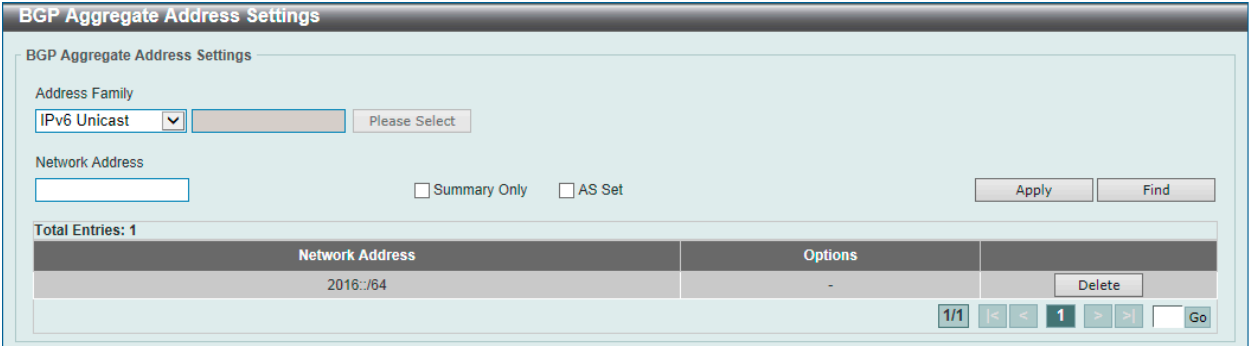 BGP Aggregate Address Settings
BGP Aggregate Address Settings
Address Family
IPv6 Unicast Please Select
Network Address
Summary Only AS Set Apply Find
Total Entries: 1
Network Address Options
2016::/64 - Delete
1/1 |< < 1 > >| Go